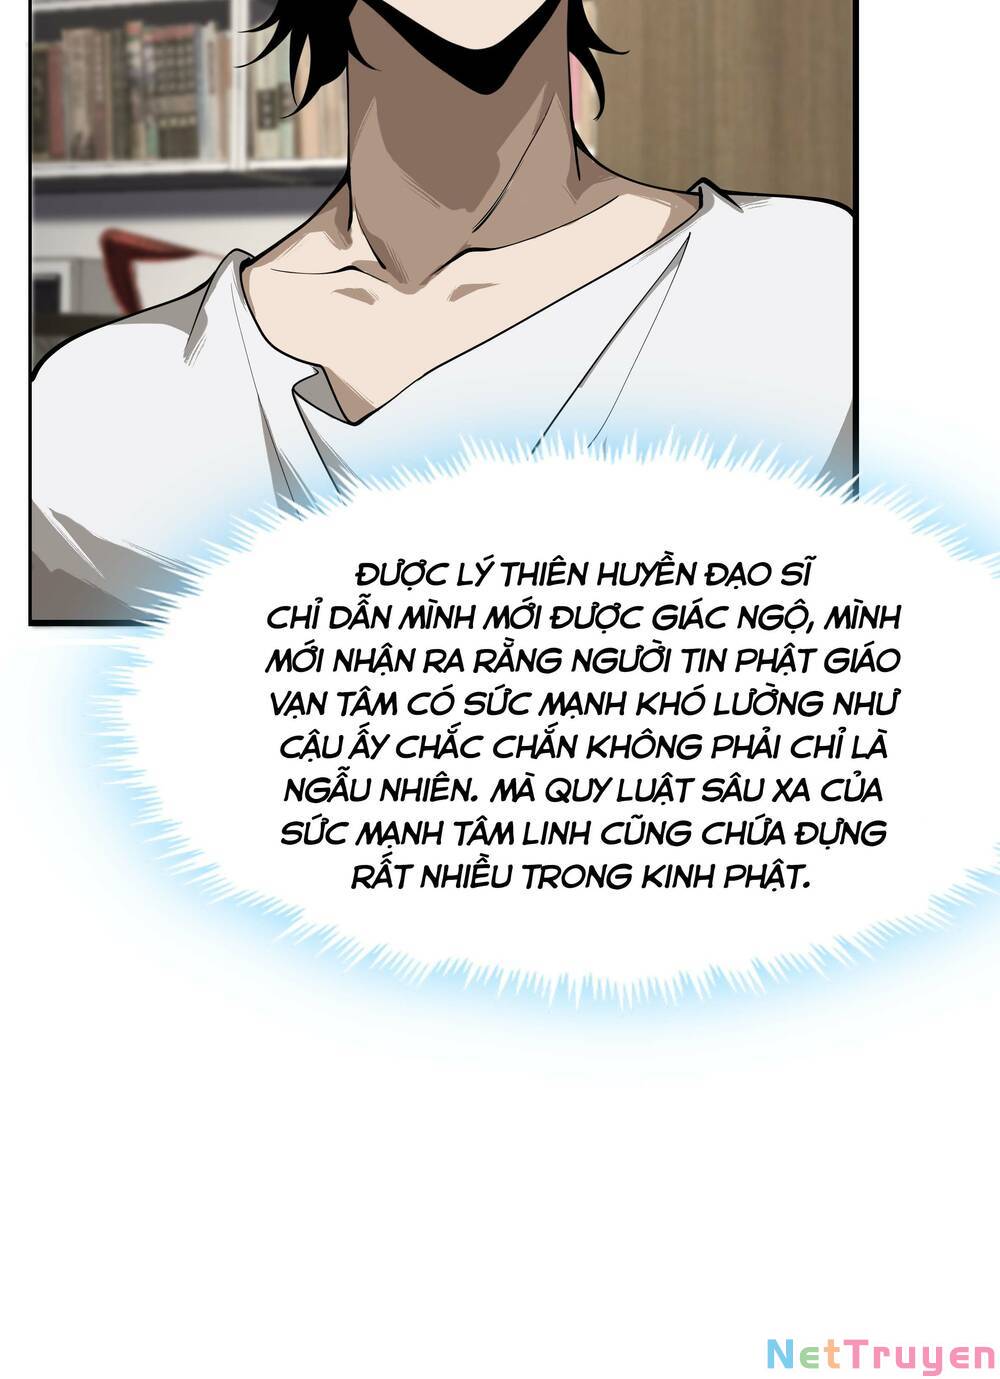 ĐƯỢC LÝ THIÊN HUYỀN ĐẠO SĨ
CHỈ DẪN MÌNH MỚI ĐƯỢC GIÁC NGỘ, MÌNH
MỚI NHẬN RA RẰNG NGƯỜI TIN PHẬT GIÁO
VẠN TÂM CÓ SỨC MẠNH KHÓ LƯỜNG NHƯ
CẬU ẤY CHẮC CHẮN KHÔNG PHẢI CHỈ LÀ
NGẪU NHIÊN. MÀ QUY LUẬT SÂU XA CỦA
SỨC MẠNH TÂM LINH CŨNG CHỨA ĐỰNG
RẤT NHIỀU TRONG KINH PHẬT.
NetTruyen